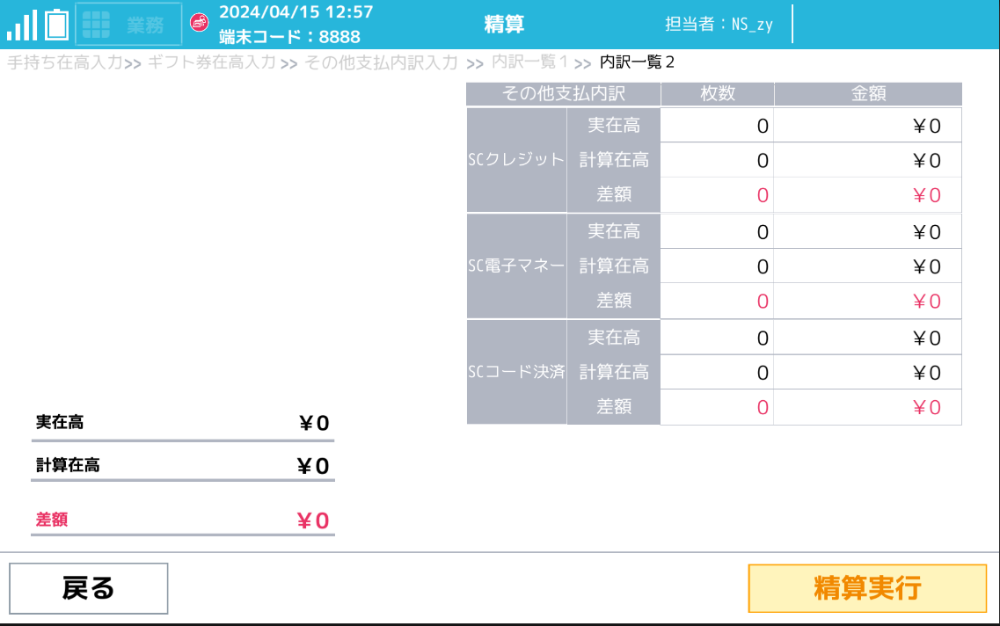 業務
2024/04/15 12:57
端末コード：8888
精算
担当者：NS_zy
手持ち在高入力>> ギフト券在高入力 >> その他支払内訳入力 >> 内訳一覧１ >> 内訳一覧２
その他支払内訳 枚数 金額
SCクレジット
実在高 0 ￥0
計算在高 0 ￥0
差額 0 ￥0
SC電子マネー
実在高 0 ￥0
計算在高 0 ￥0
差額 0 ￥0
SCコード決済
実在高 0 ￥0
計算在高 0 ￥0
差額 0 ￥0
実在高 ￥0
計算在高 ￥0
差額 ￥0
戻る
精算実行